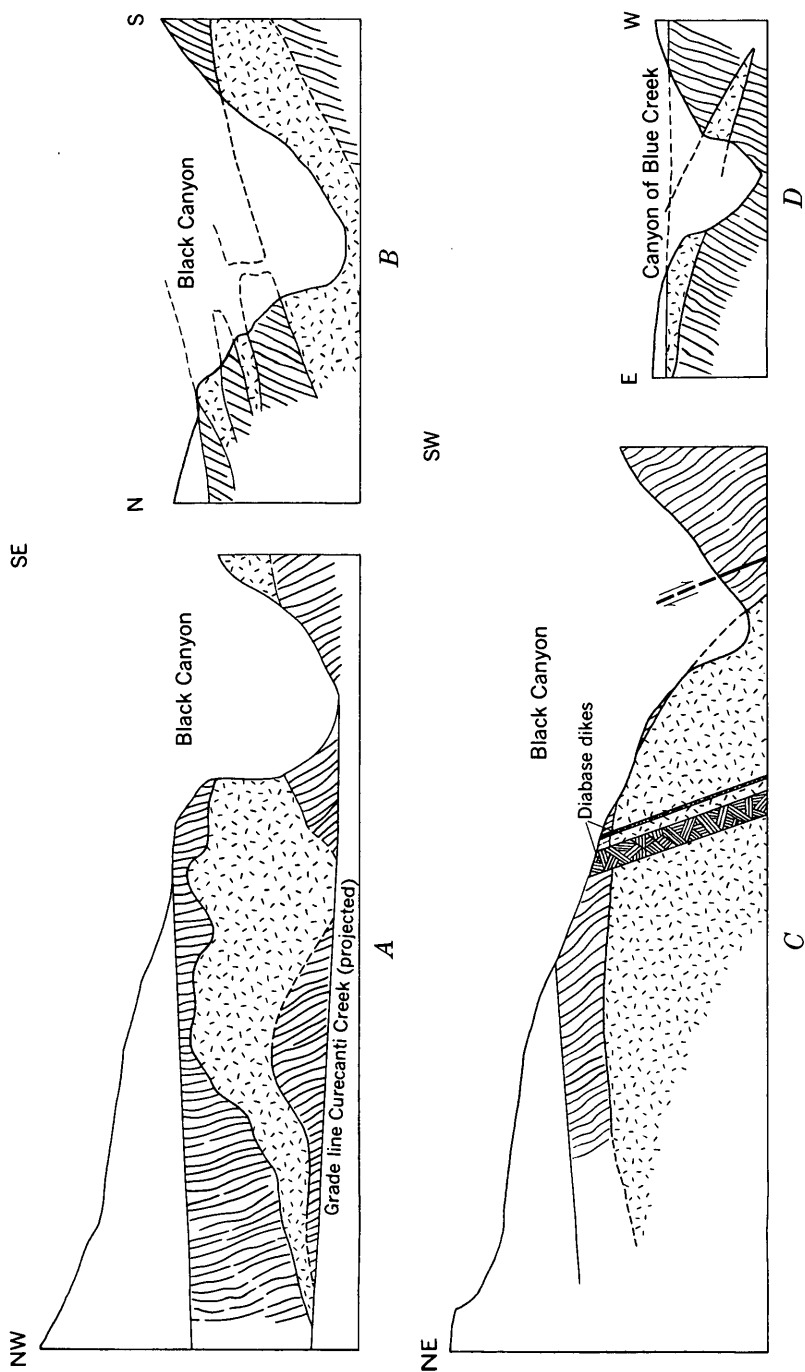 NW
SE
Black Canyon
Grade line Curecanti Creek (projected)
A
N
S
Black Canyon
B
NE
SW
Black Canyon
Diabase dikes
C
E
W
Canyon of Blue Creek
D